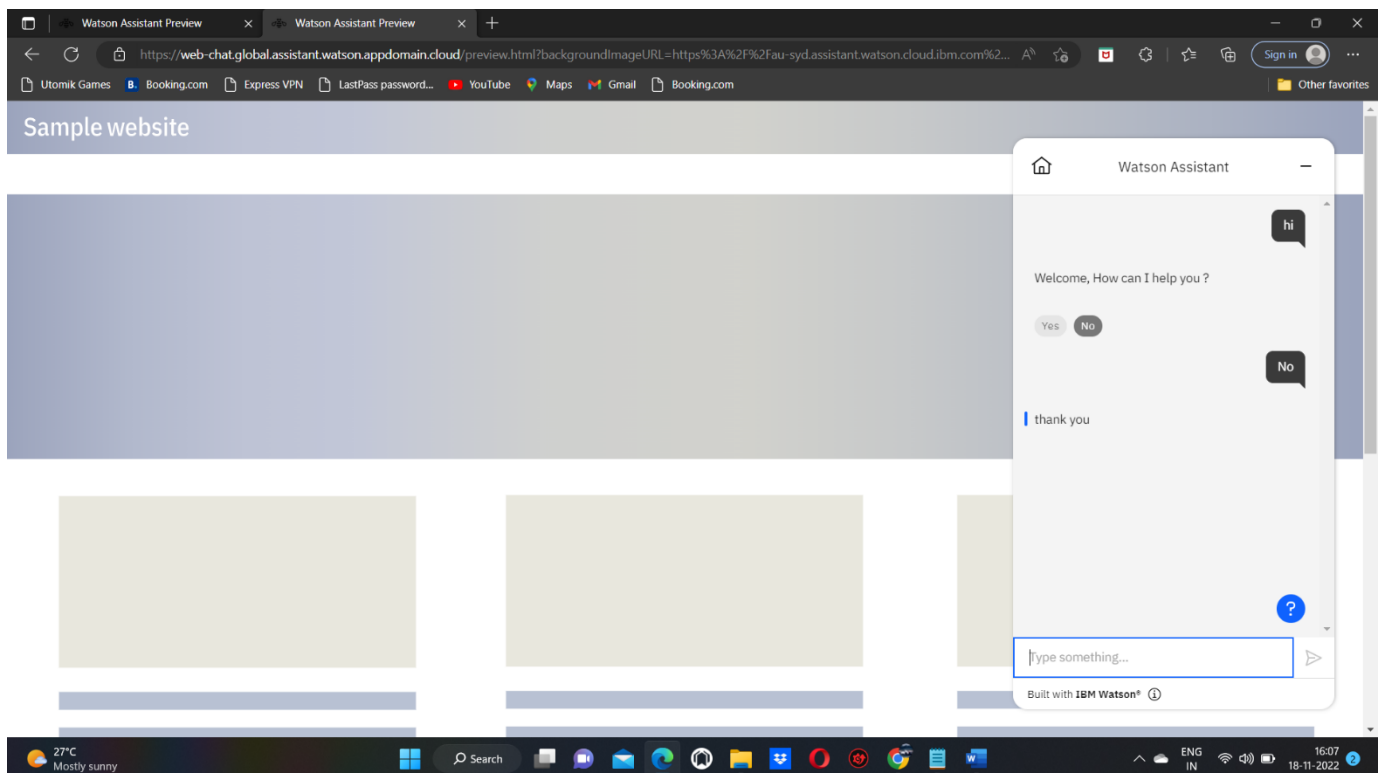 Watson Assistant Preview
Watson Assistant Preview
https://web-chat.global.assistant.watson.appdomain.cloud/preview.html?backgroundImageURL=https%3A%2F%2Fau-syd.assistant.watson.cloud.ibm.com%2...
Sign in
Utomik Games
Booking.com
Express VPN
LastPass password...
YouTube
Maps
Gmail
Booking.com
Other favorites
Sample website
Watson Assistant
hi
Welcome, How can I help you ?
Yes No
No
thank you
?
Type something...
Built with IBM Watson®
27°C
Mostly sunny
Search
ENG
IN
16:07
18-11-2022
2